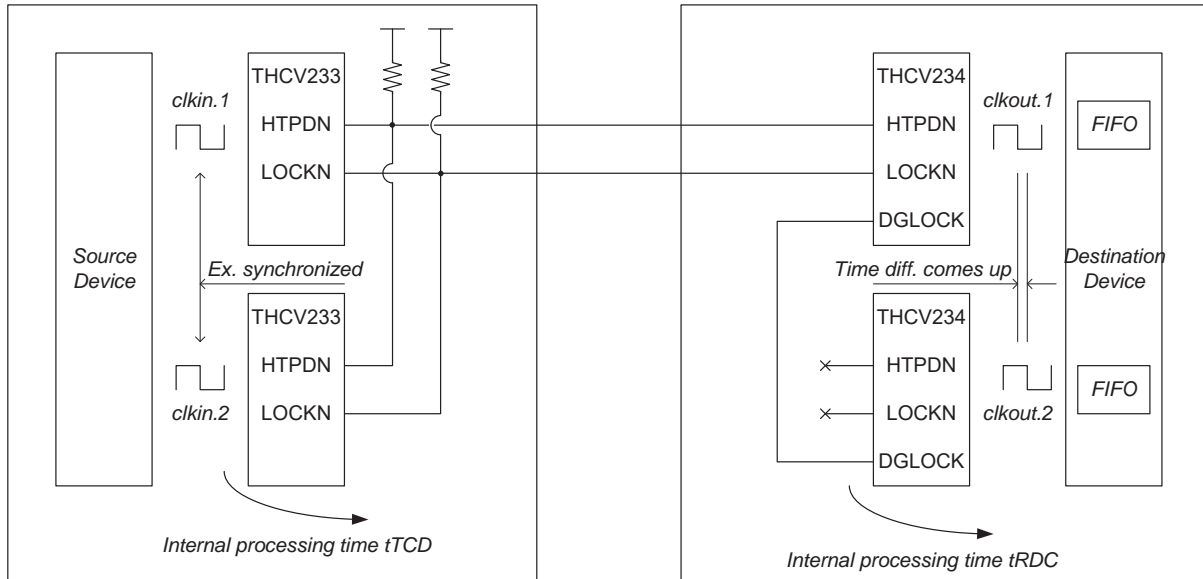 Source
Device
clkin.1
Ex. synchronized
clkin.2
THCV233
HTPDN
LOCKN
THCV233
HTPDN
LOCKN
Internal processing time tTCD
THCV234
HTPDN
LOCKN
DGLOCK
Time diff. comes up
THCV234
HTPDN
LOCKN
DGLOCK
clkout.1
clkout.2
FIFO
Destination
Device
FIFO
Internal processing time tRDC